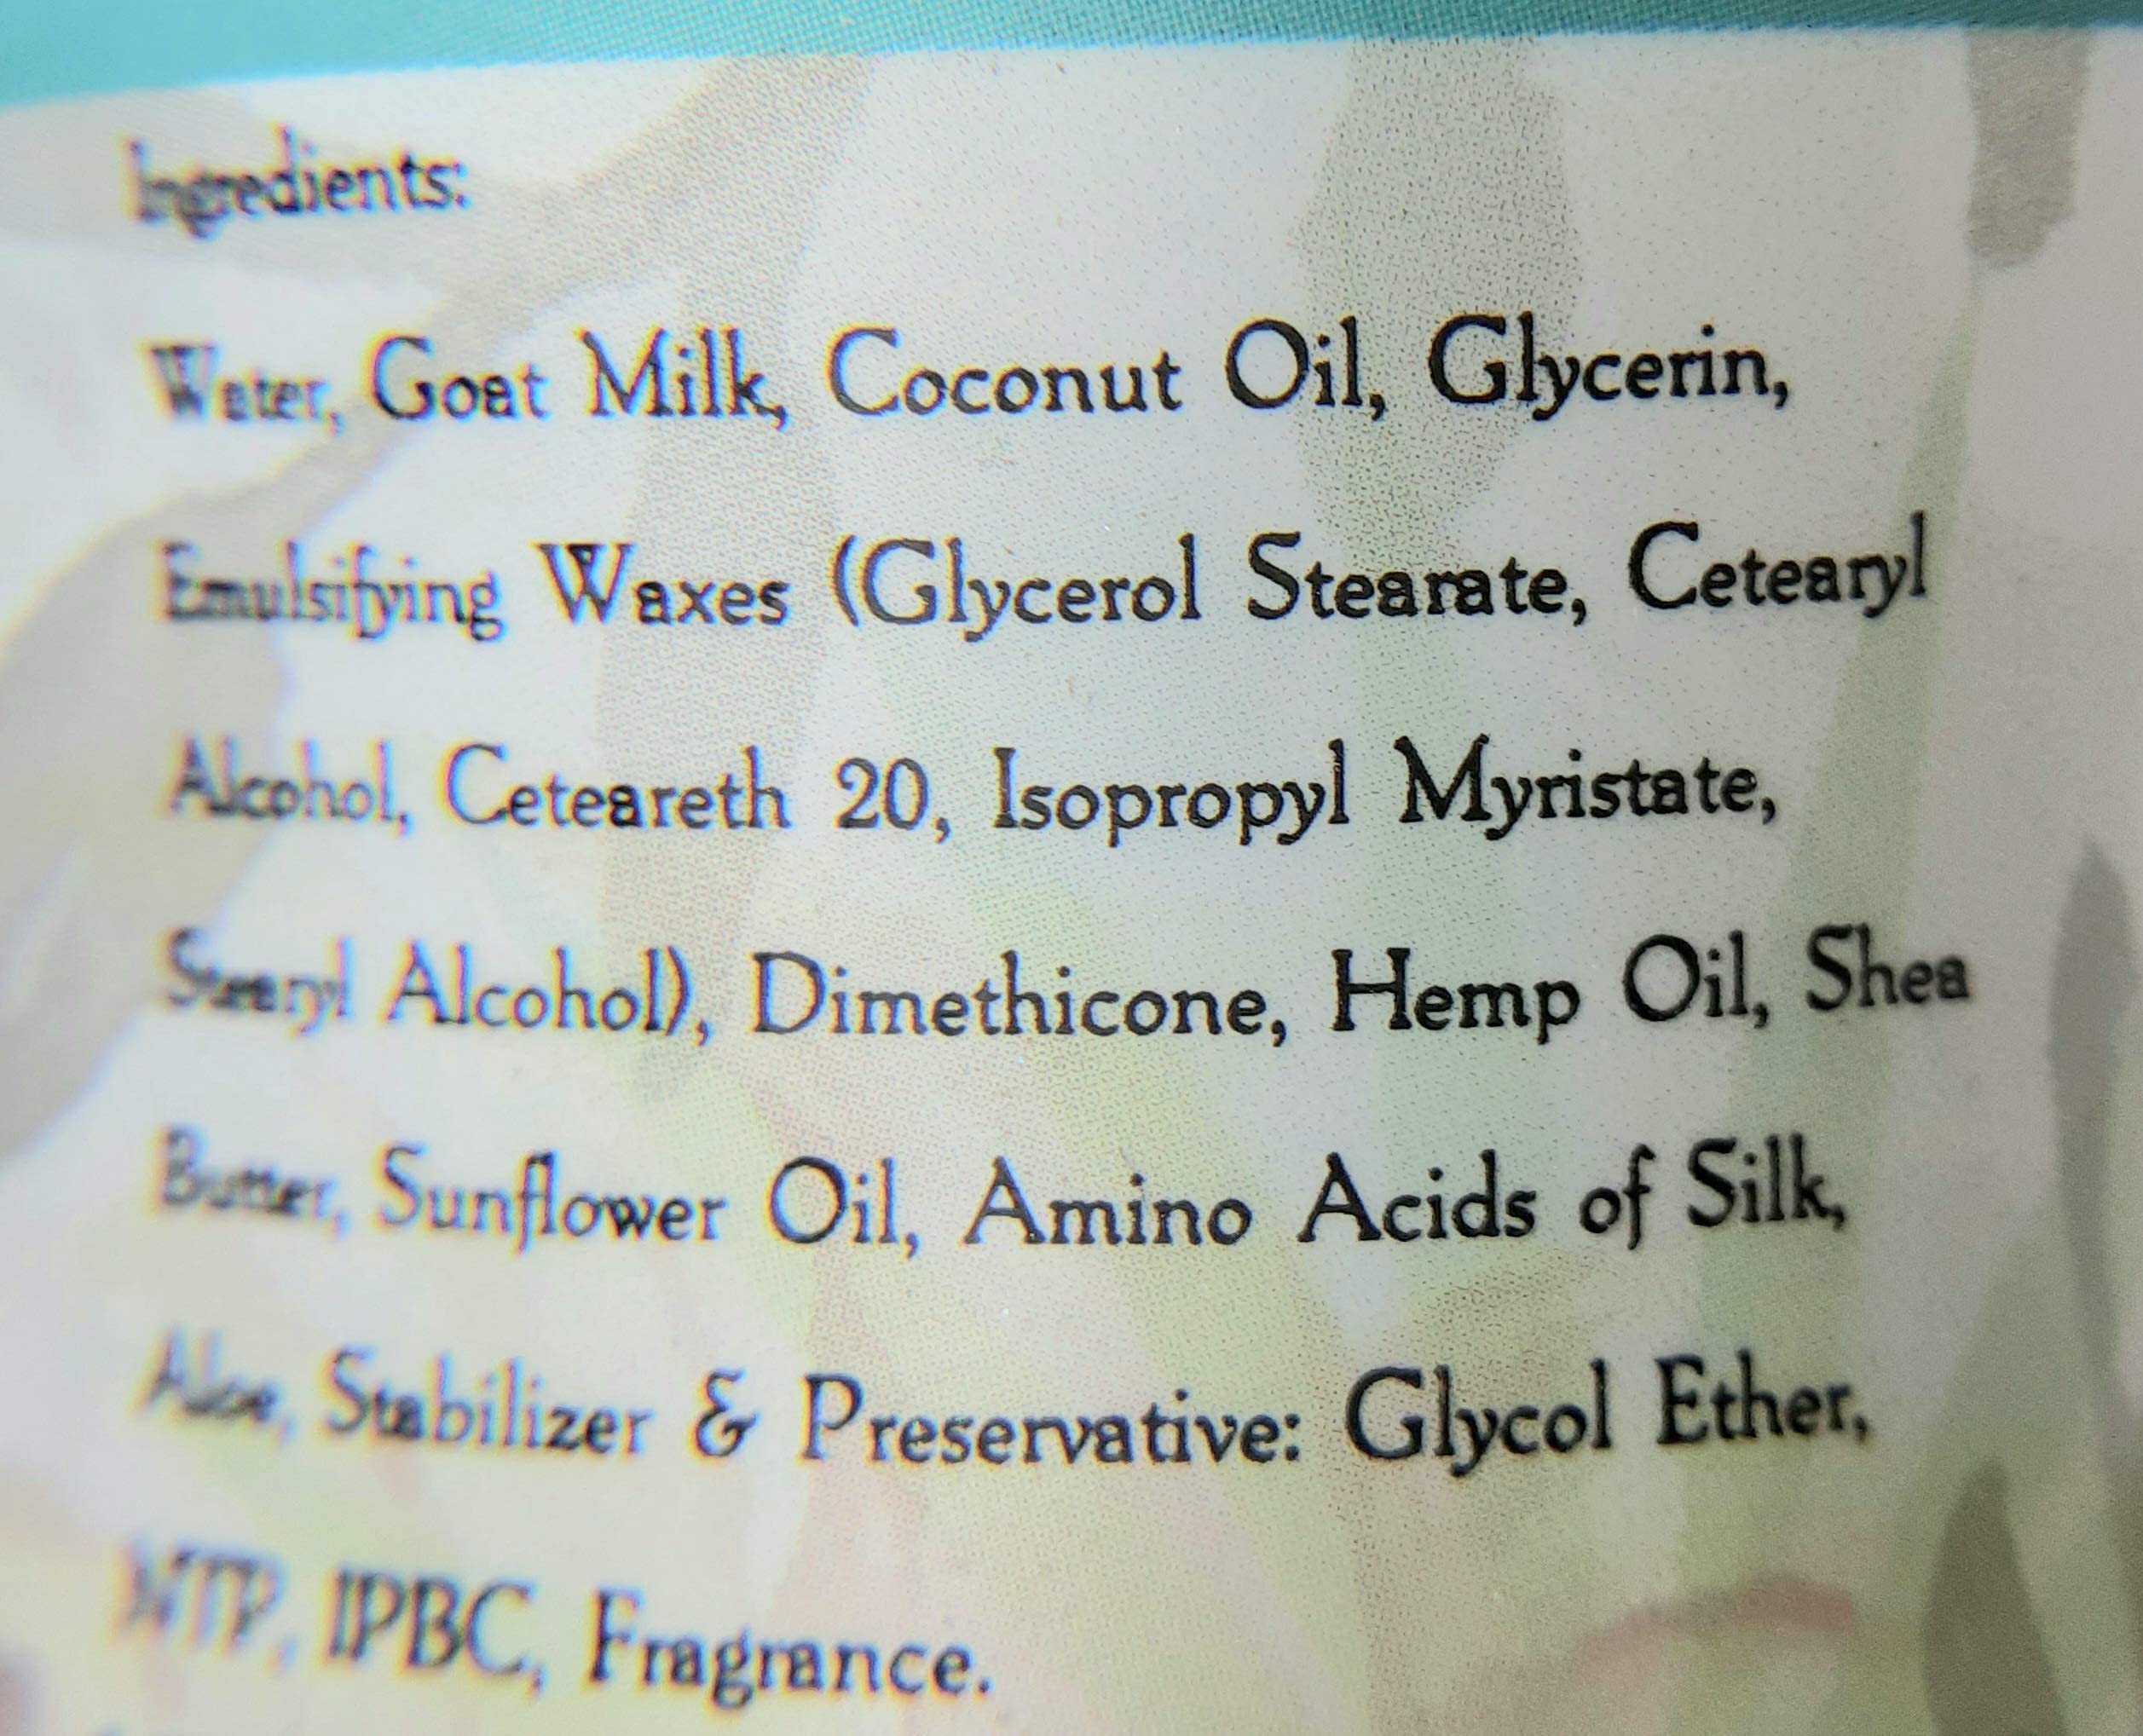 Ingredients:
Water, Goat Milk, Coconut Oil, Glycerin,
Emulsifying Waxes (Glycerol Stearate, Cetearyl
Alcohol, Ceteareth 20, Isopropyl Myristate,
Stearyl Alcohol), Dimethicone, Hemp Oil, Shea
Butter, Sunflower Oil, Amino Acids of Silk,
Aloe, Stabilizer & Preservative: Glycol Ether,
IPBC, Fragrance.